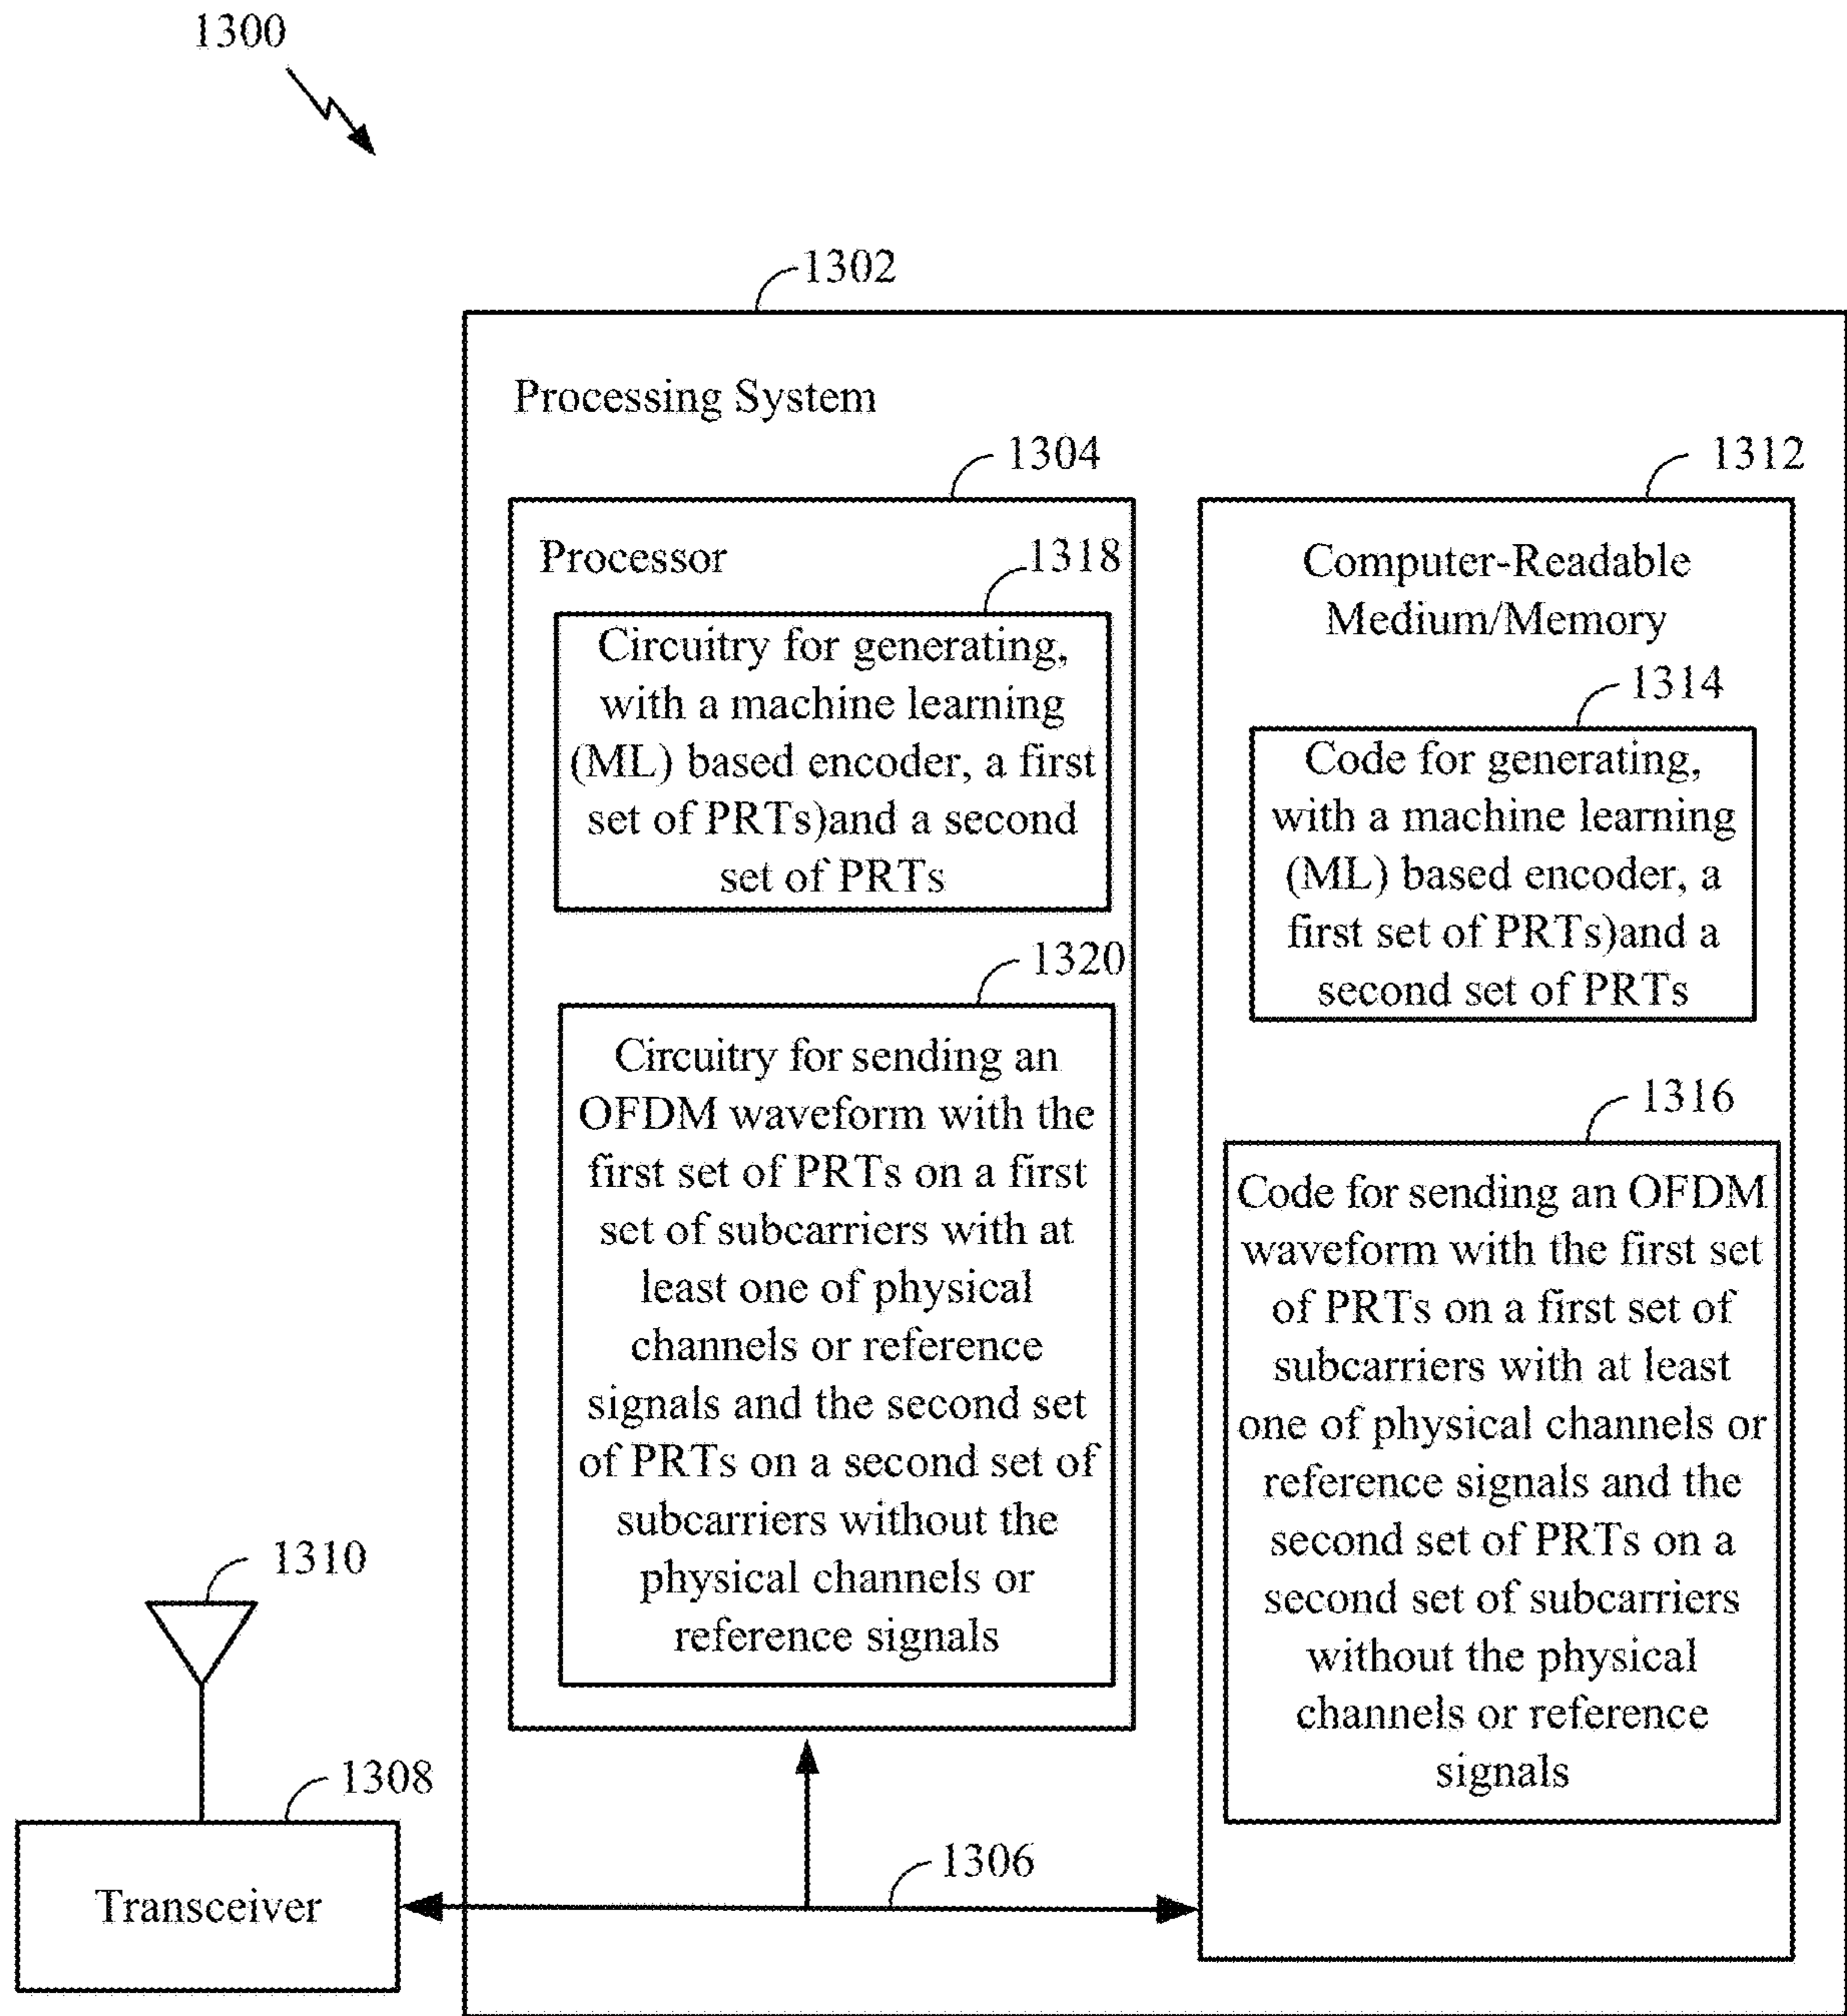 1300
1302
Processing System
1304
Processor
1318
Circuitry for generating,
with a machine learning
(ML) based encoder, a first
set of PRTs)and a second
set of PRTs
1320
Circuitry for sending an
OFDM waveform with the
first set of PRTs on a first
set of subcarriers with at
least one of physical
channels or reference
signals and the second set
of PRTs on a second set of
subcarriers without the
physical channels or
reference signals
1312
Computer-Readable
Medium/Memory
1314
Code for generating,
with a machine learning
(ML) based encoder, a
first set of PRTs)and a
second set of PRTs
1316
Code for sending an OFDM
waveform with the first set
of PRTs on a first set of
subcarriers with at least
one of physical channels or
reference signals and the
second set of PRTs on a
second set of subcarriers
without the physical
channels or reference
signals
1310
1308
Transceiver
1306